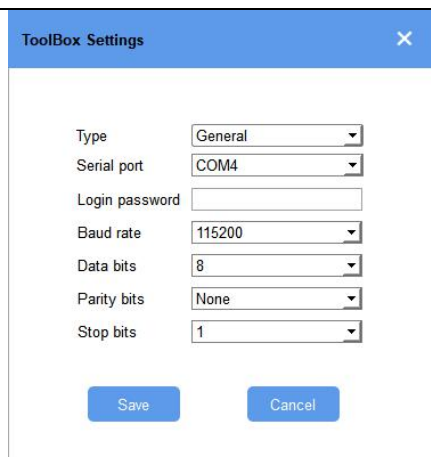 ToolBox Settings
Type General
Serial port COM4
Login password
Baud rate 115200
Data bits 8
Parity bits None
Stop bits 1
Save Cancel